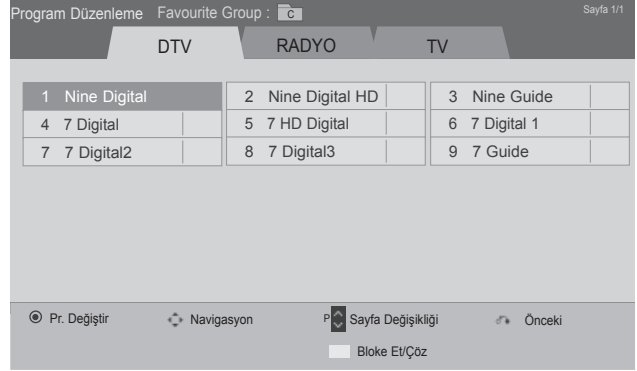 Program Düzenleme Favourite Group : C Sayfa 1/1
DTV RADYO TV
1 Nine Digital 2 Nine Digital HD 3 Nine Guide
4 7 Digital 5 7 HD Digital 6 7 Digital 1
7 7 Digital2 8 7 Digital3 9 7 Guide
Pr. Değiştir Navigasyon P Sayfa Değişikliği Önceki
Bloke Et/Çöz